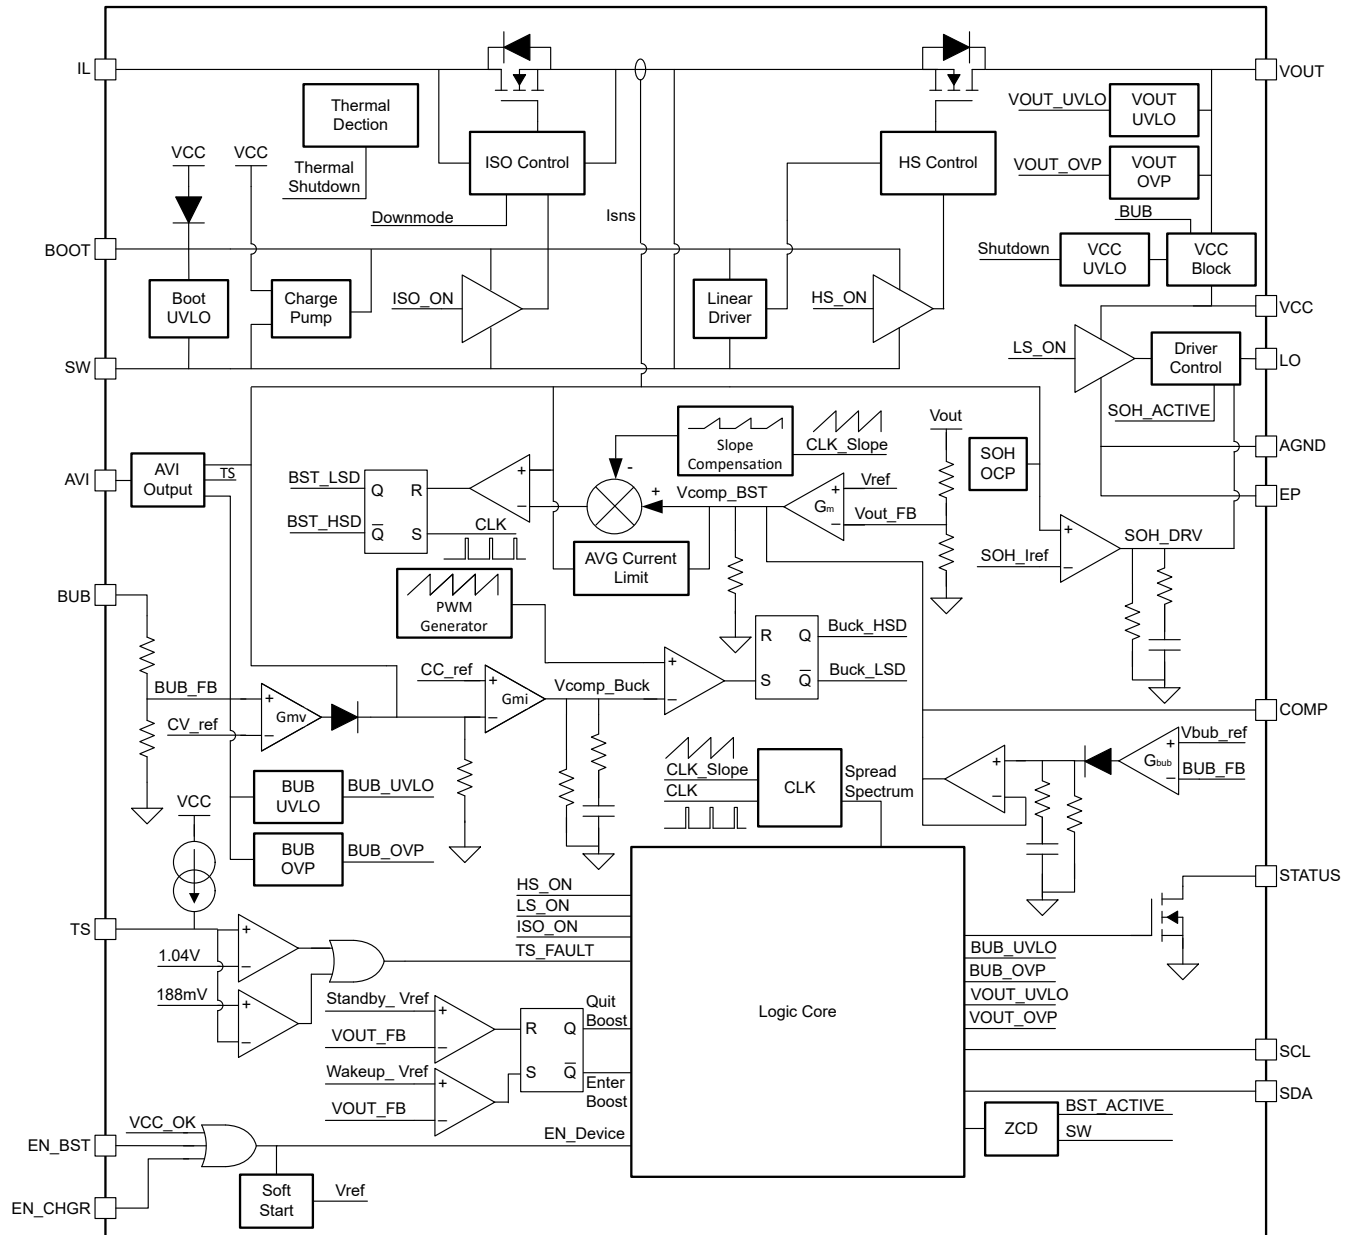 IL
VOUT
Thermal
Dection
Thermal
Shutdown
ISO Control
HS Control
VOUT_UVLO
VOUT
UVLO
VOUT_OVP
VOUT
OVP
BUB
VCC
VCC
Downmode
Isns
BOOT
Shutdown
VCC
UVLO
VCC
Block
Boot
UVLO
Charge
Pump
ISO_ON
Linear
Driver
HS_ON
VCC
LS_ON
Driver
Control
LO
SW
SOH_ACTIVE
Slope
Compensation
CLK_Slope
Vout
SOH
OCP
AGND
AVI
AVI
Output
TS
BST_LSD
Q
R
BST_HSD
Q
S
CLK
+
−
-
+
Vcomp_BST
Gm
+
−
Vref
Vout_FB
EP
SOH_Iref
+
−
SOH_DRV
AVG Current
Limit
BUB
PWM
Generator
R
Q
S
Q
Buck_HSD
Buck_LSD
BUB_FB
CV_ref
+
−
Gmv
CC_ref
+
−
Gmi
Vcomp_Buck
+
−
COMP
Vbub_ref
BUB_FB
+
−
Gbub
+
−
CLK_Slope
CLK
CLK
Spread
Spectrum
VCC
BUB
UVLO
BUB_UVLO
BUB
OVP
BUB_OVP
STATUS
TS
1.04V
188mV
+
−
+
−
HS_ON
LS_ON
ISO_ON
TS_FAULT
Logic Core
BUB_UVLO
BUB_OVP
VOUT_UVLO
VOUT_OVP
Standby_ Vref
VOUT_FB
+
−
Wakeup_ Vref
VOUT_FB
+
−
R
Q
S
Q
Quit
Boost
Enter
Boost
SCL
SDA
ZCD
BST_ACTIVE
SW
VCC_OK
EN_BST
EN_Device
EN_CHGR
Soft
Start
Vref